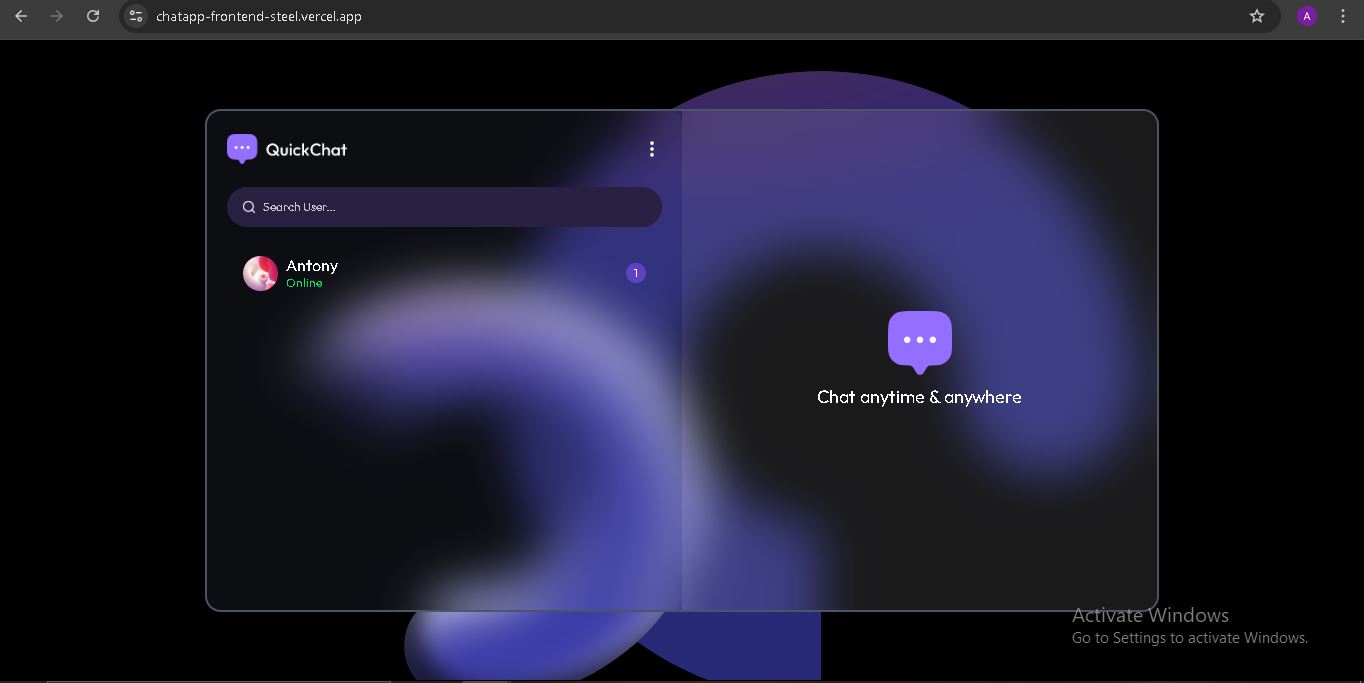 chatapp-frontend-steel.vercel.app
A
QuickChat
Search User...
Antony
Online
1
Chat anytime & anywhere
Activate Windows
Go to Settings to activate Windows.